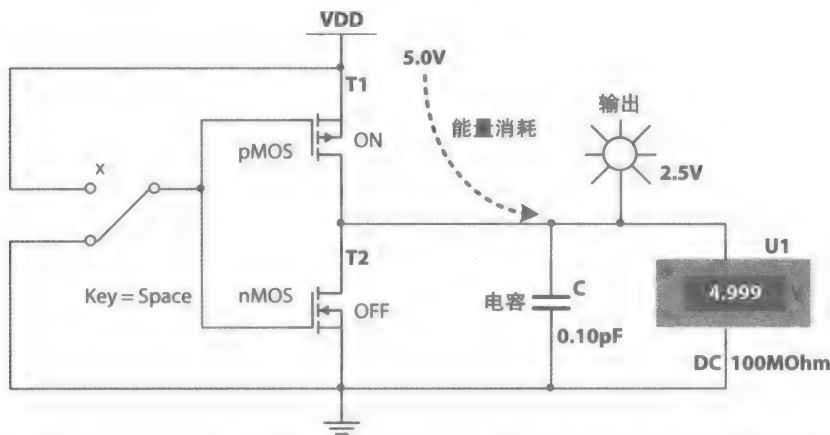 VDD
5.0V
T1
输出
能量消耗
pMOS
ON
x
2.5V
T2
U1
Key = Space
nMOS
OFF
电容
C
4.999
V
0.10pF
DC 100MOhm